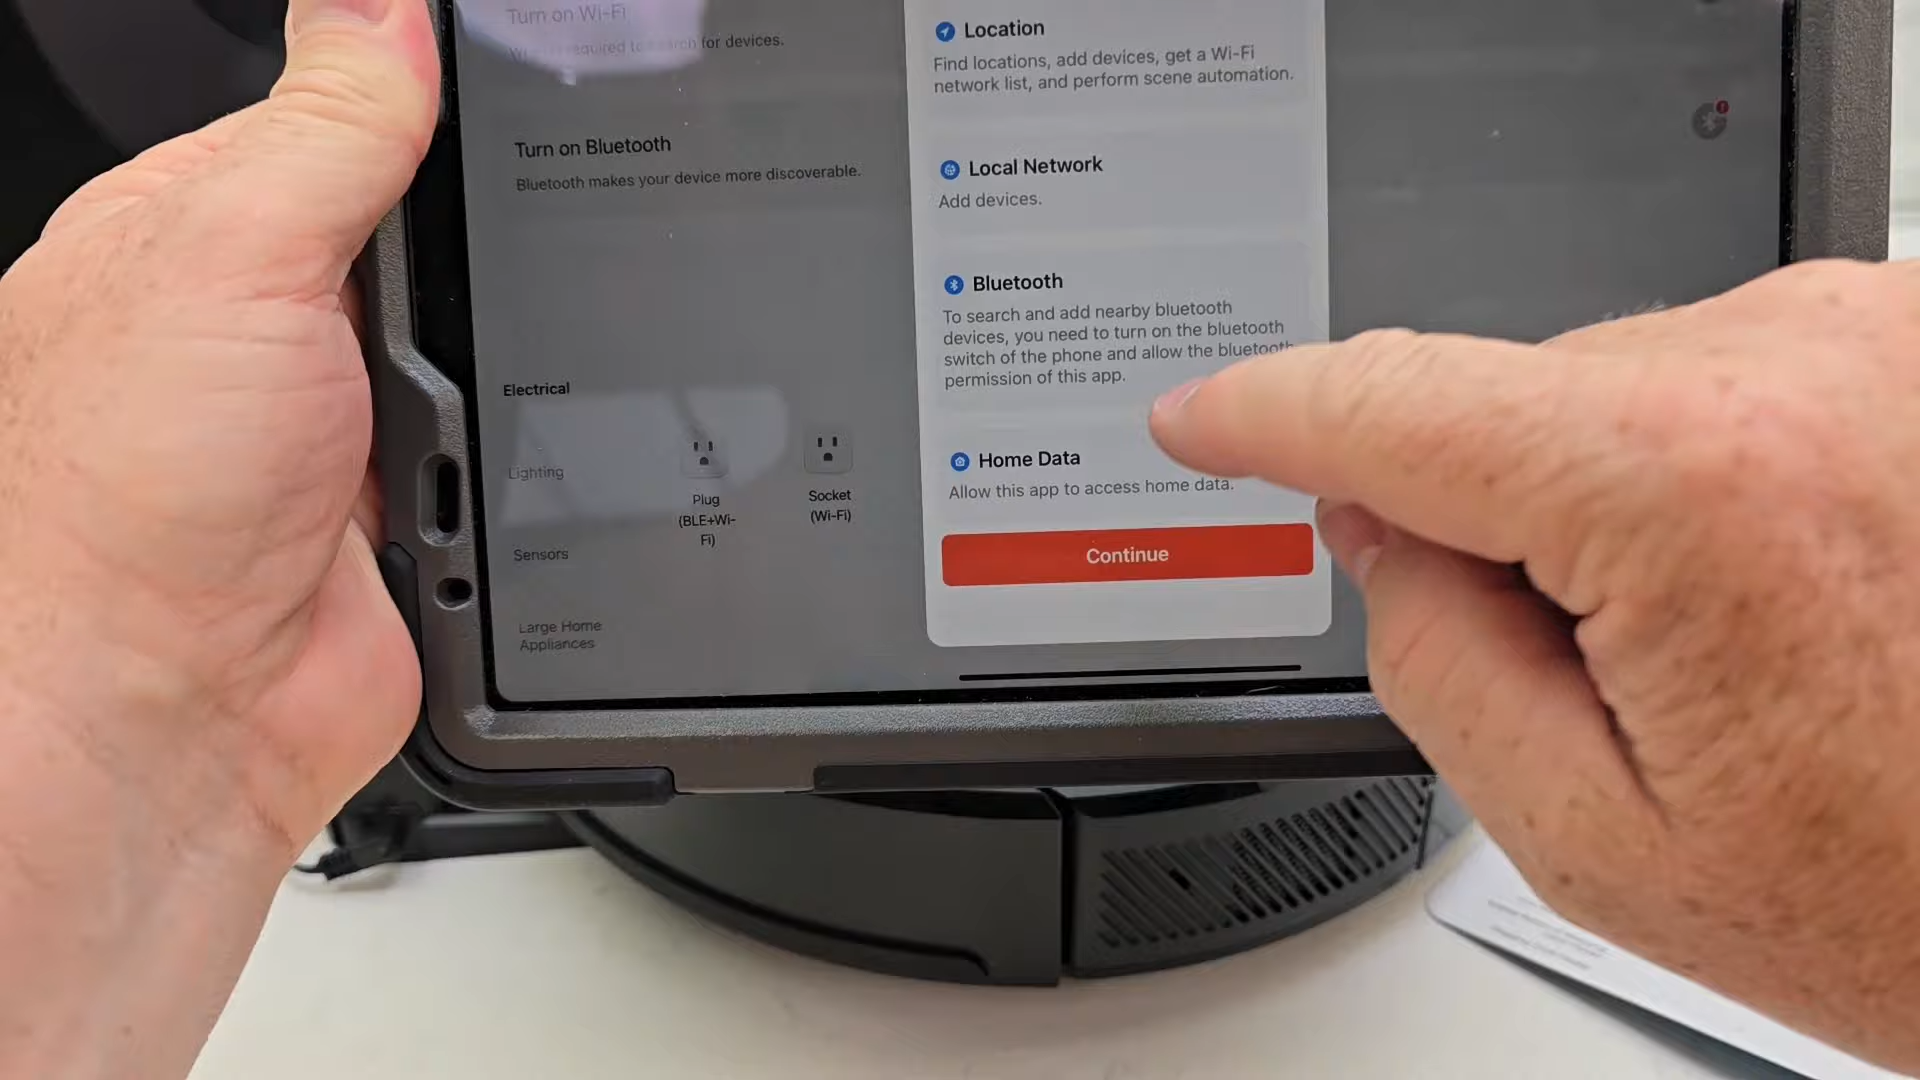 Turn on Wi-Fi
required to search for devices.
Turn on Bluetooth
Bluetooth makes your device more discoverable.
Electrical
Lighting
Sensors
Large Home
Appliances
Plug
(BLE+Wi-
Fi)
Socket
(Wi-Fi)
Location
Find locations, add devices, get a Wi-Fi
network list, and perform scene automation.
Local Network
Add devices.
Bluetooth
To search and add nearby bluetooth
devices, you need to turn on the bluetooth
switch of the phone and allow the bluetooth
permission of this app.
Home Data
Allow this app to access home data.
Continue